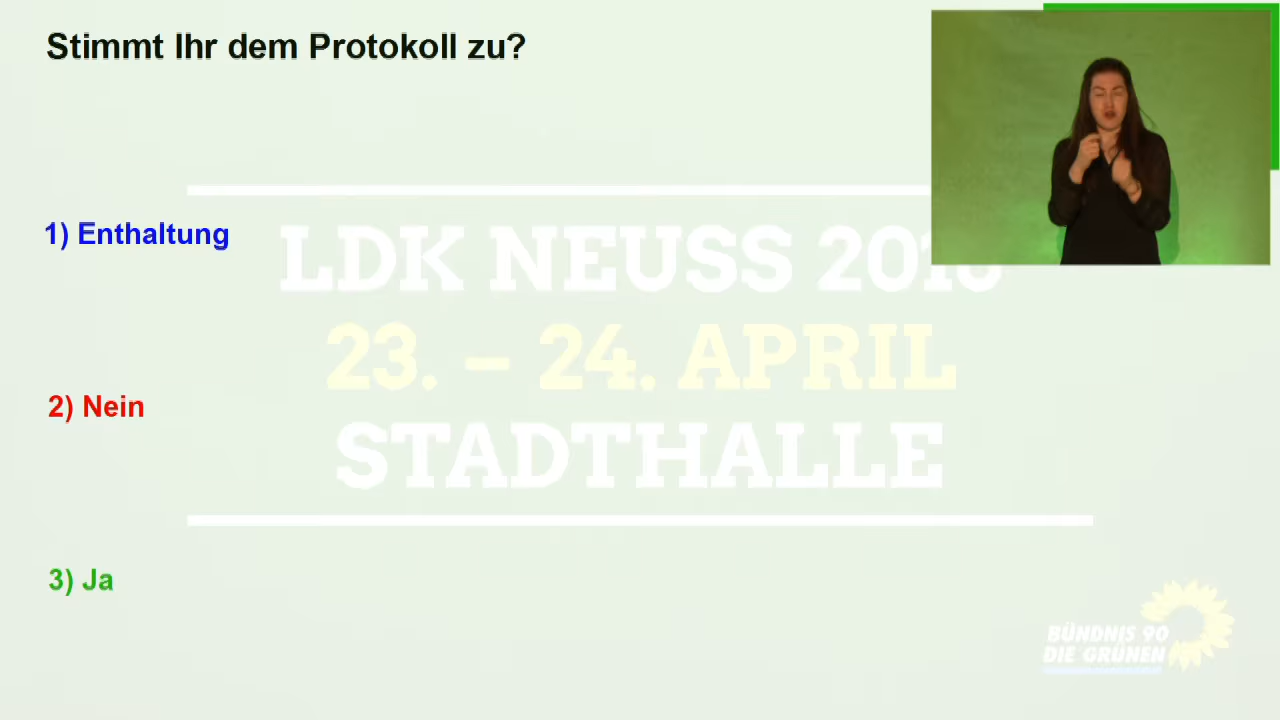 Stimmt Ihr dem Protokoll zu?
1) Enthaltung
LDK NEUSS
23. – 24. APRIL
2) Nein
STADTHALLE
3) Ja
BÜNDNIS 90
DIE GRÜNEN